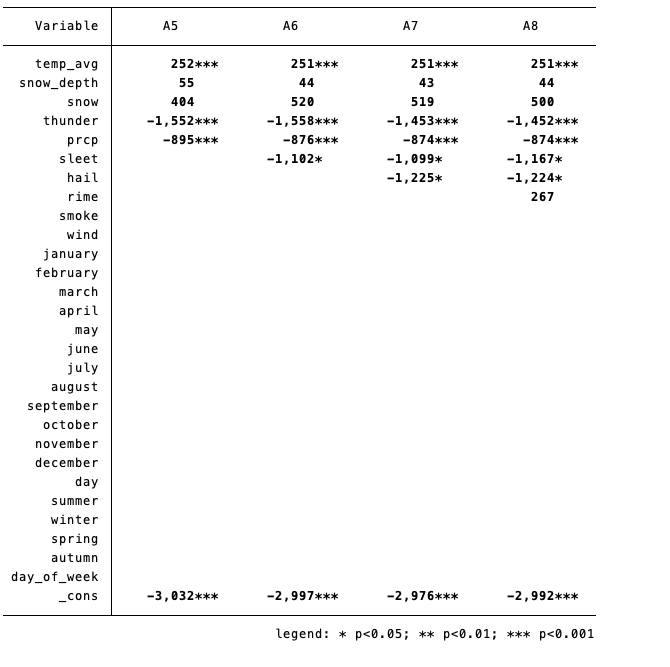 Variable A5 A6 A7 A8
temp_avg 252*** 251*** 251*** 251***
snow_depth 55 44 43 44
snow 404 520 519 500
thunder -1,552*** -1,558*** -1,453*** -1,452***
prcp -895*** -876*** -874*** -874***
sleet -1,102* -1,099* -1,167*
hail -1,225* -1,224*
rime 267
smoke
wind
january
february
march
april
may
june
july
august
september
october
november
december
day
summer
winter
spring
autumn
day_of_week
_cons -3,032*** -2,997*** -2,976*** -2,992***
legend: * p<0.05; ** p<0.01; *** p<0.001